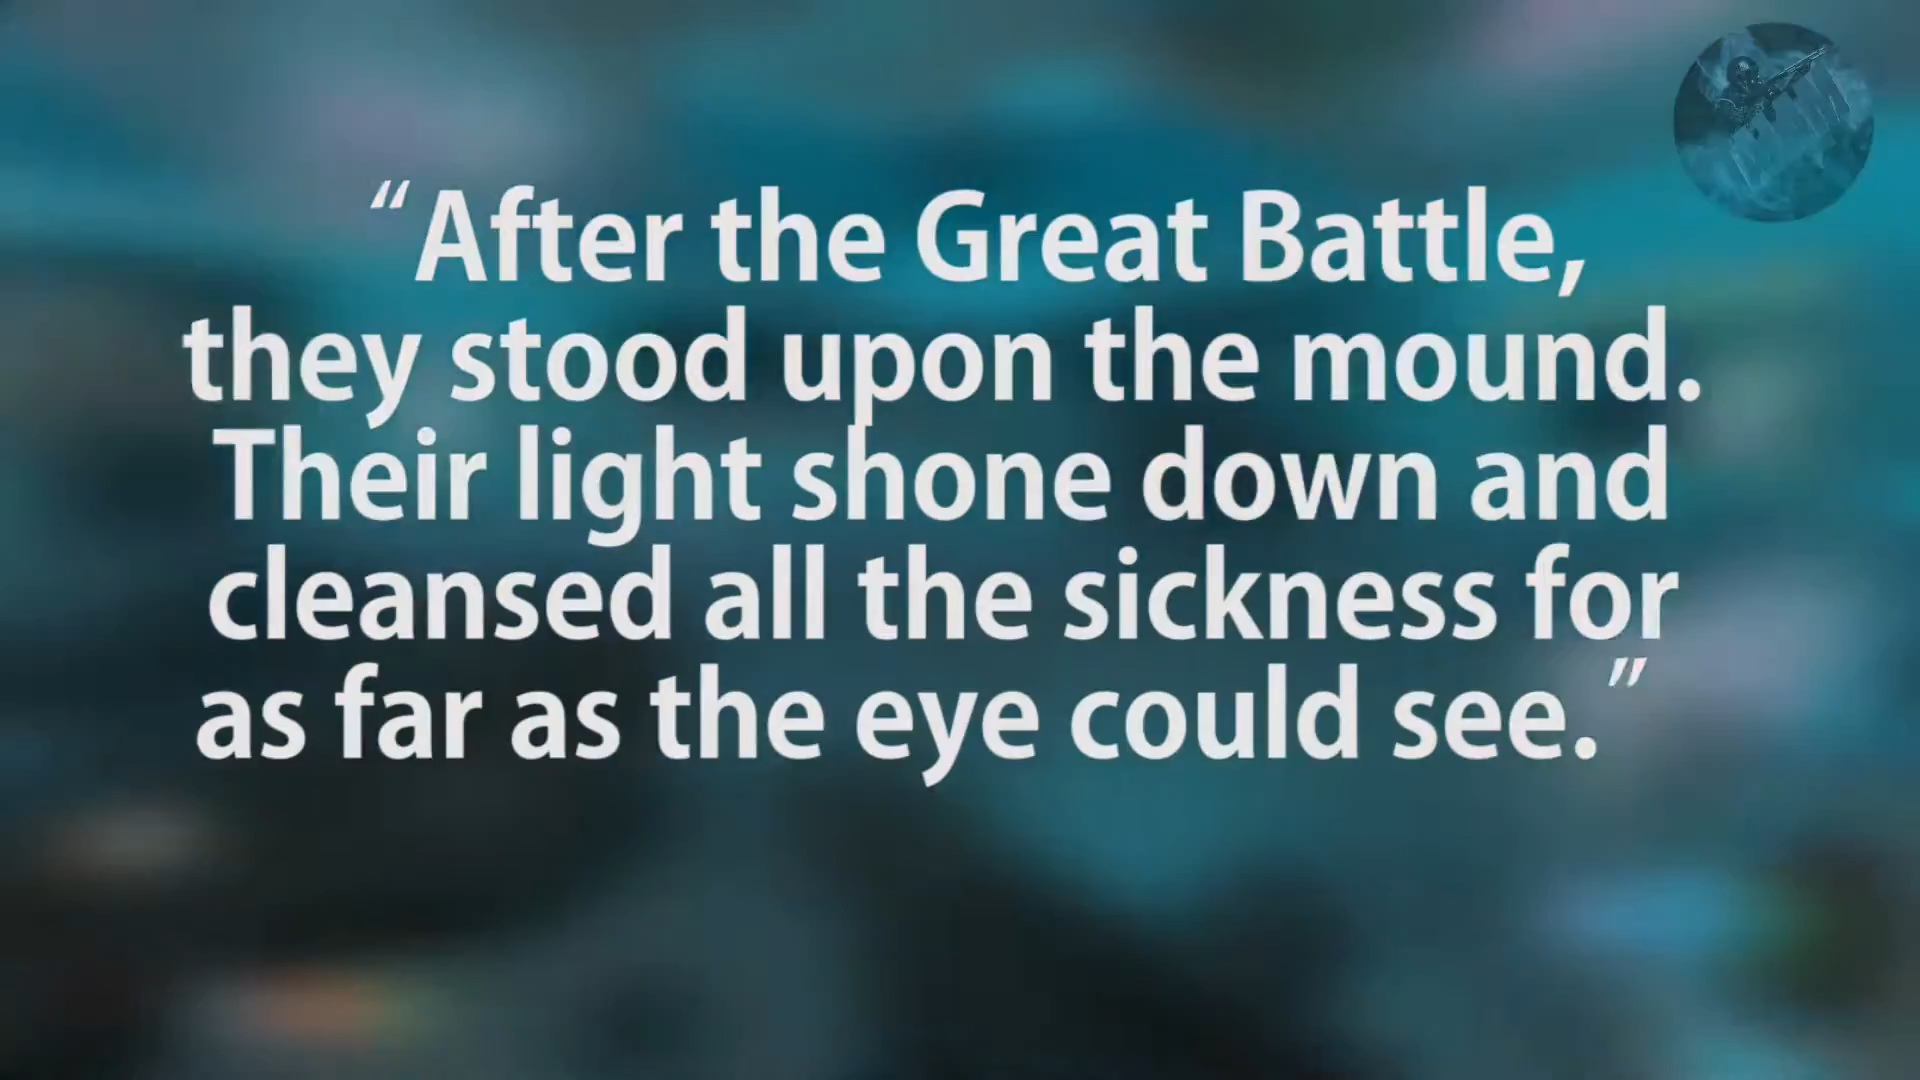 “After the Great Battle,
they stood upon the mound.
Their light shone down and
cleansed all the sickness for
as far as the eye could see.”